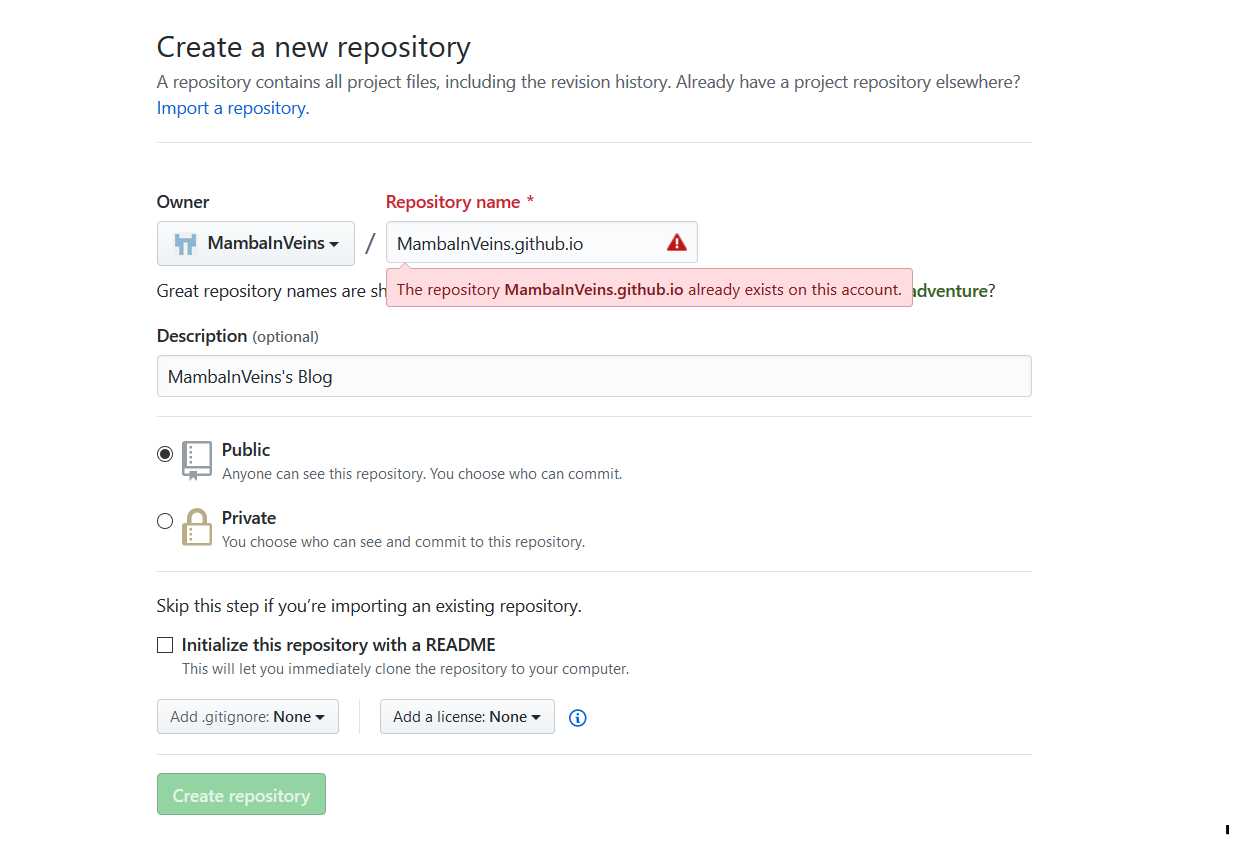 Create a new repository
A repository contains all project files, including the revision history. Already have a project repository elsewhere?
Import a repository.
Owner
Repository name *
MambaInVeins
/
MambaInVeins.github.io
Great repository names are sh
The repository MambaInVeins.github.io already exists on this account.
adventure?
Description (optional)
MambaInVeins's Blog
Public
Anyone can see this repository. You choose who can commit.
Private
You choose who can see and commit to this repository.
Skip this step if you’re importing an existing repository.
Initialize this repository with a README
This will let you immediately clone the repository to your computer.
Add .gitignore: None
Add a license: None
Create repository